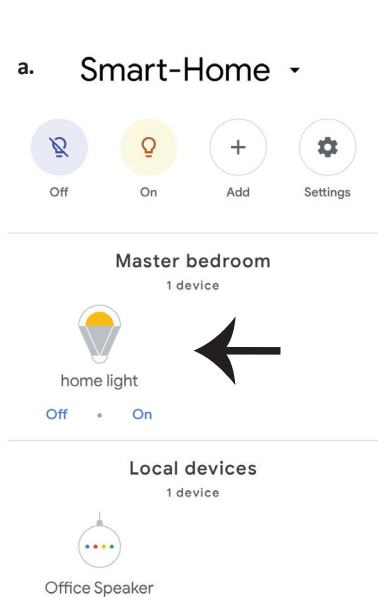 a. Smart-Home
Off On Add Settings
Master bedroom
1 device
home light
Off • On
Local devices
1 device
Office Speaker